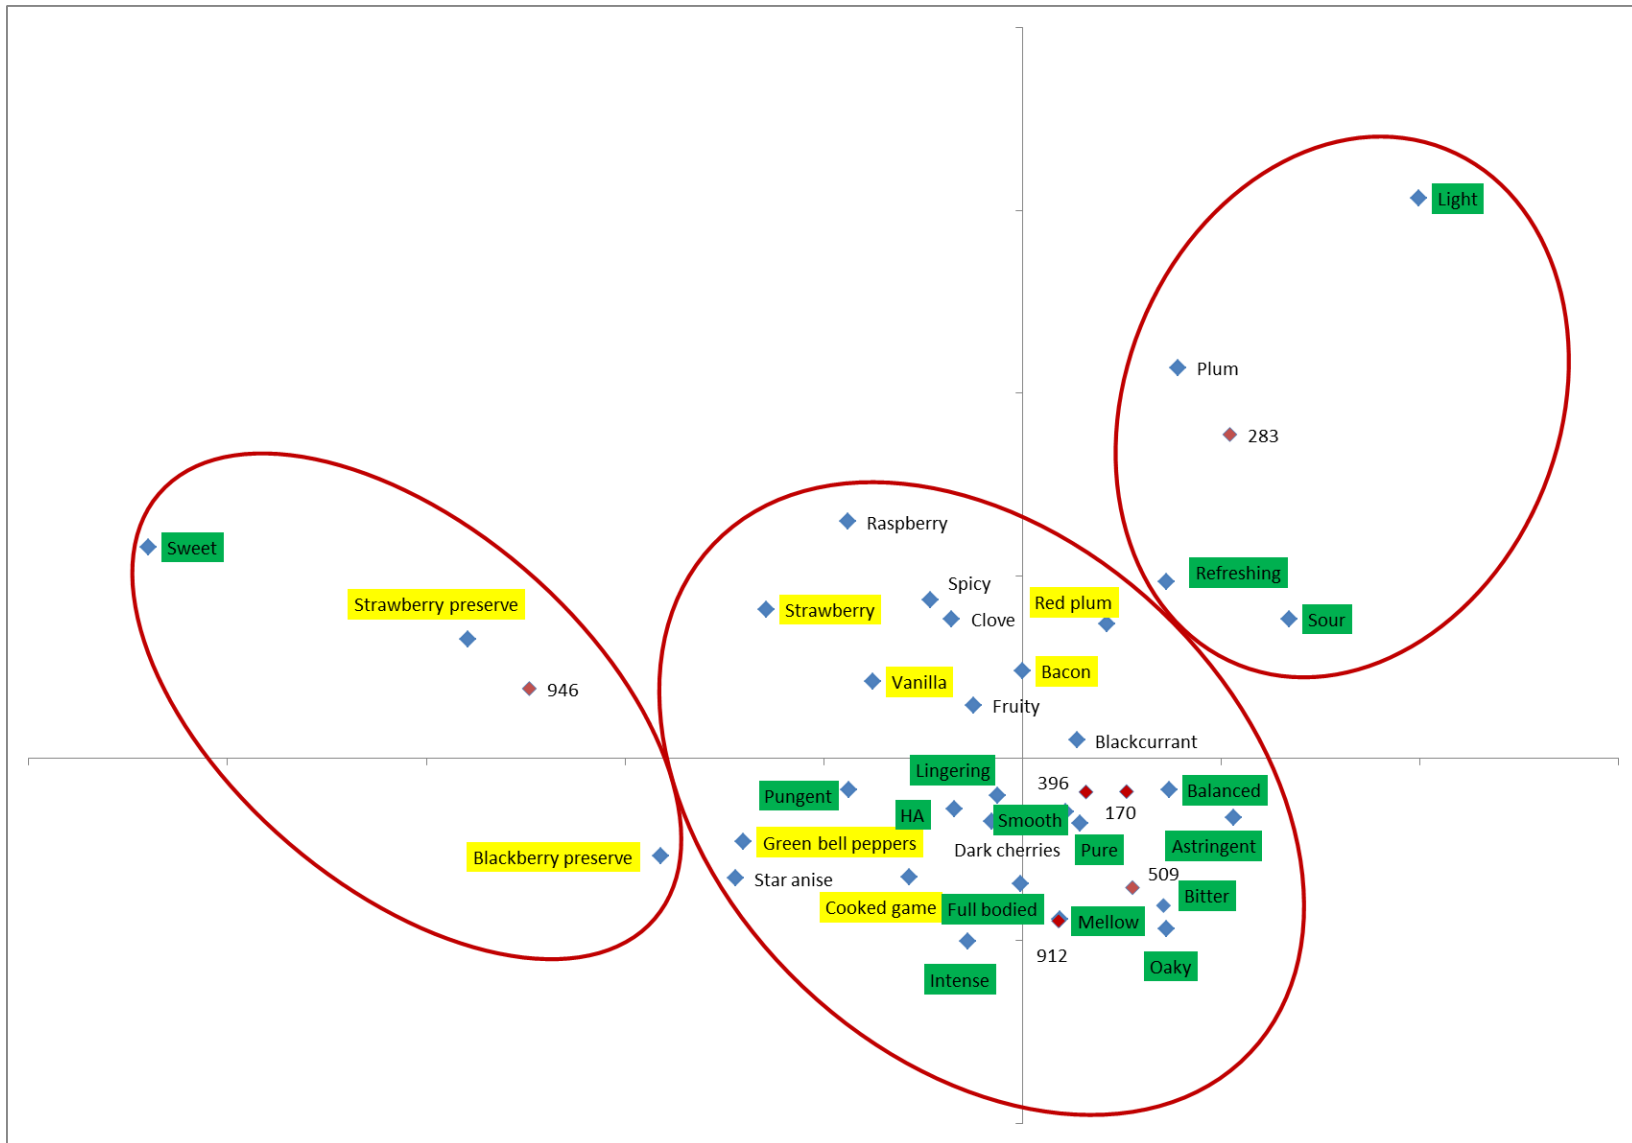 Light
Plum
283
Raspberry
Sweet
Refreshing
Spicy
Strawberry preserve
Strawberry
Red plum
Clove
Sour
Bacon
Vanilla
946
Fruity
Blackcurrant
Lingering
396
Pungent
Balanced
HA
Smooth
170
Green bell peppers
Dark cherries
Pure
Astringent
Blackberry preserve
Star anise
509
Bitter
Cooked game
Full bodied
Mellow
912
Oaky
Intense